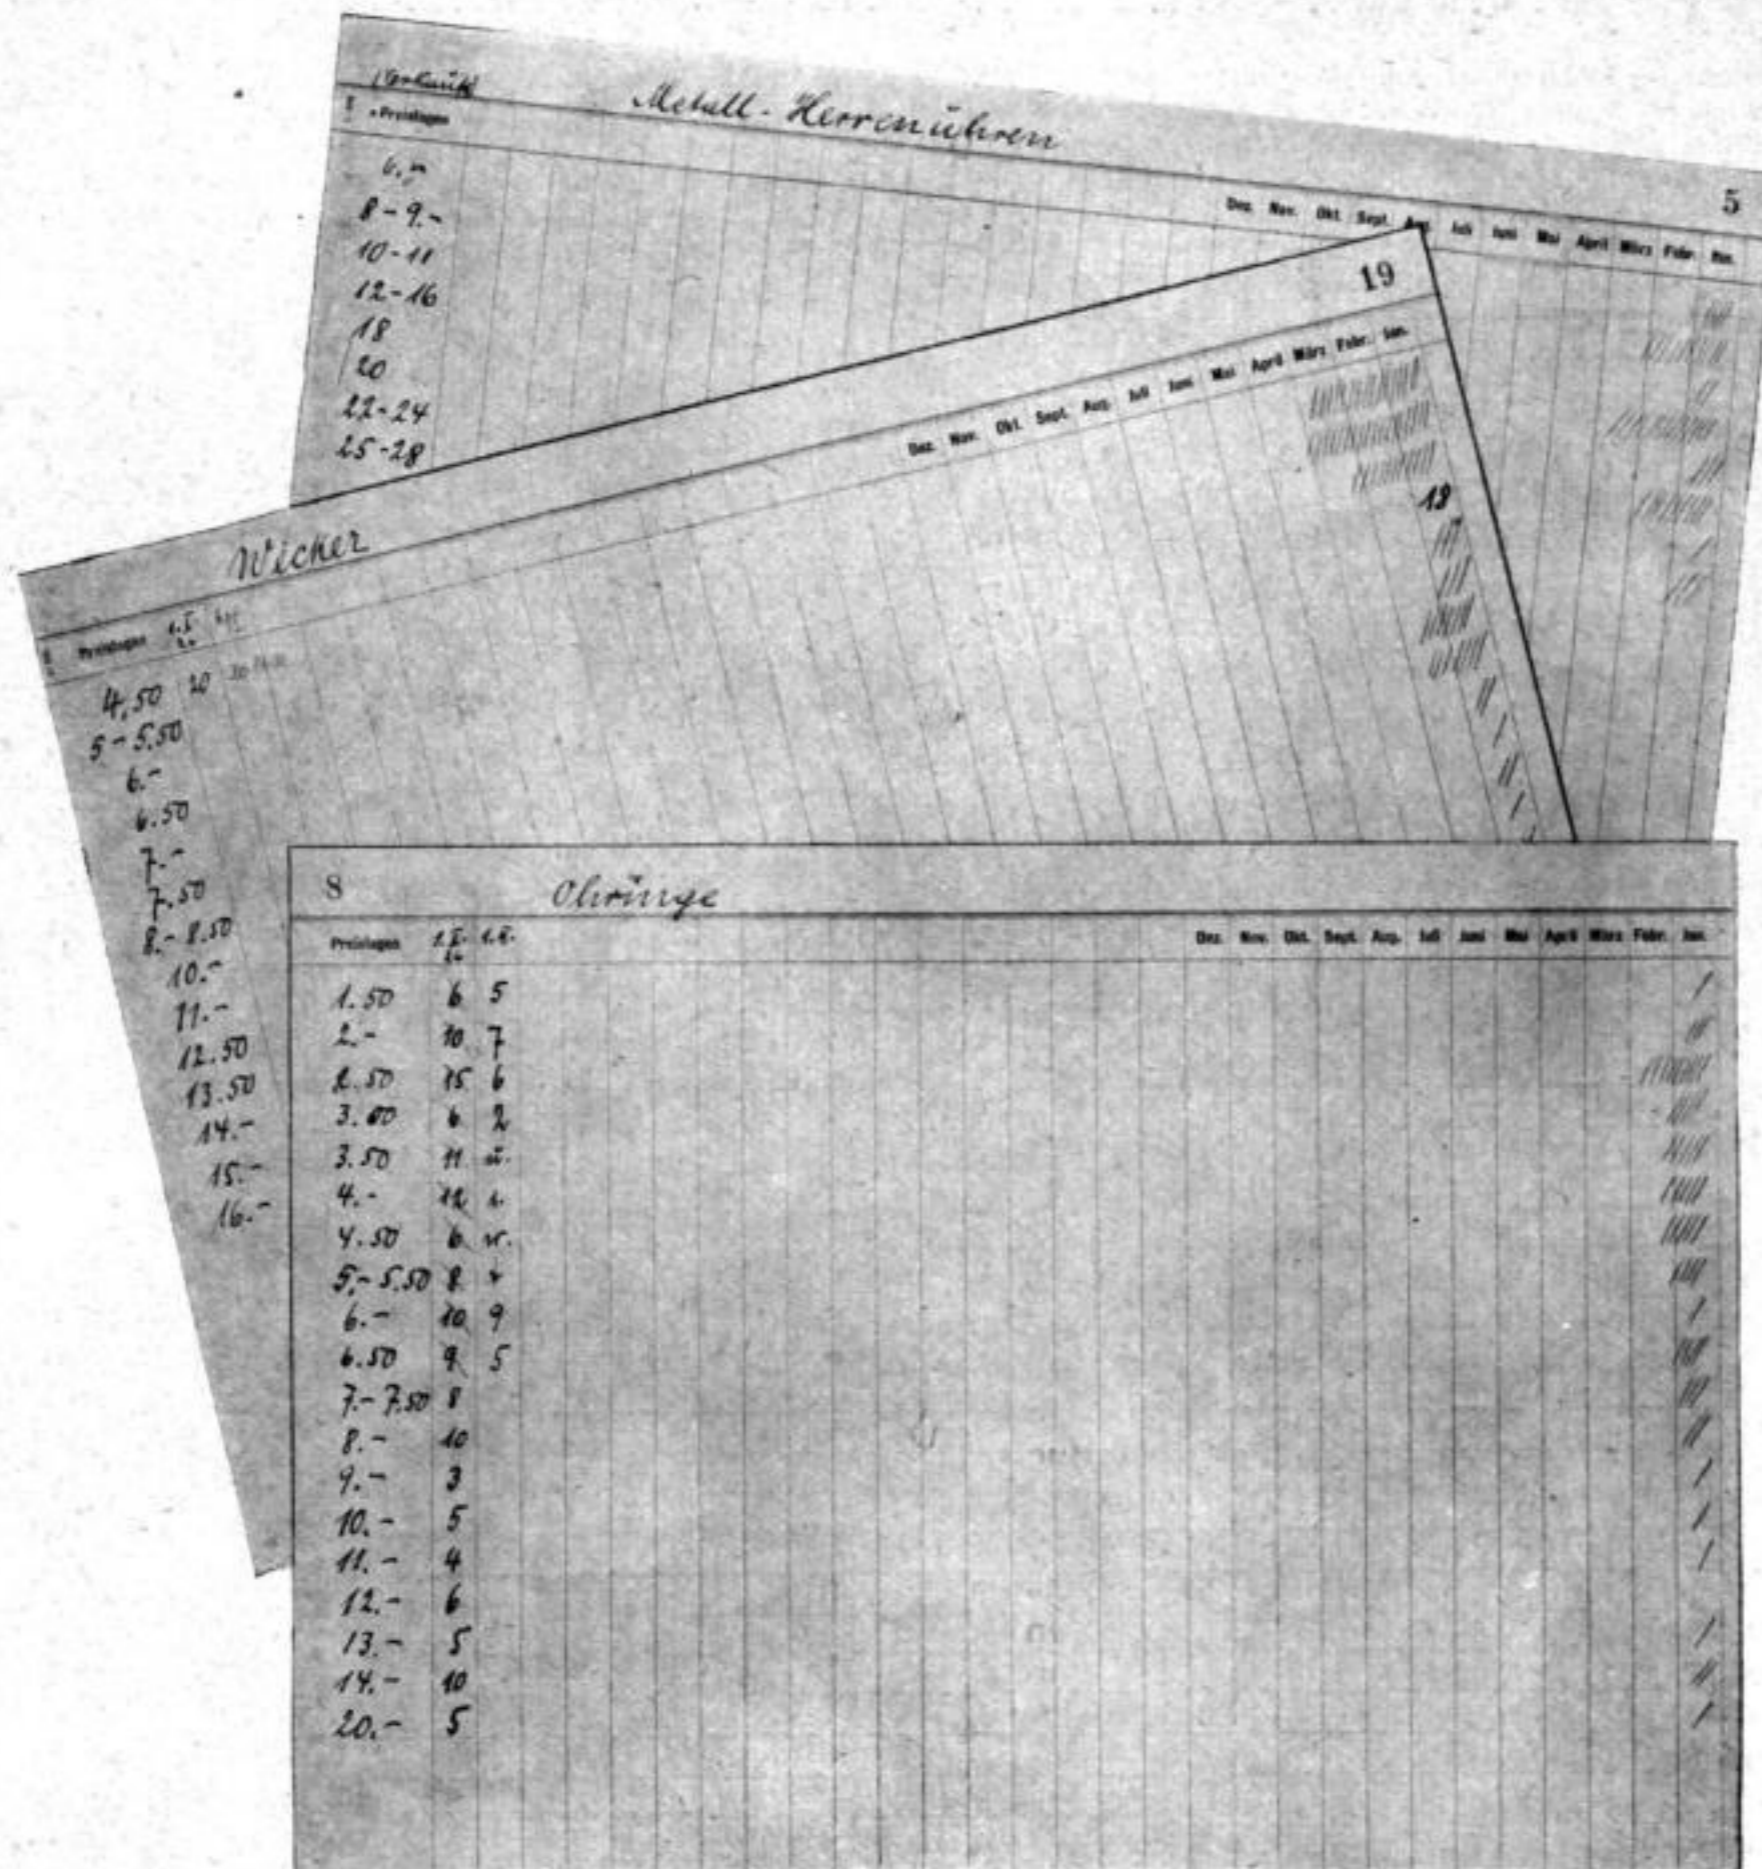 Metall-Herrenuhren
5
Preislagen
Dez. Nov. Okt. Sept. Juli Juni Mai April März Febr. Jan.
6.-
8-9.-
10-11
12-16
18
20
22-24
25-28
19
Wecker
Preislagen
Dez. Nov. Okt. Sept. Aug. Juli Juni Mai April März Febr. Jan.
4,50 20
5-5.50
6.-
6.50 18
7.-
7.50
8.-8.50
10.-
11.-
12.50
13.50
14.-
15.-
16.-
8
Ohrringe
Preislagen
Dez. Nov. Okt. Sept. Aug. Juli Juni Mai April März Febr. Jan.
1.50 6 5
2.- 10 7
2.50 15 6
3.00 6 2
3.50 11 u.
4.- 12
4.50 6
5,-5.50 8
6.- 10 9
6.50 9 5
7.-7.50 8
8.- 10
9.- 3
10.- 5
11.- 4
12.- 6
13.- 5
14.- 10
20.- 5